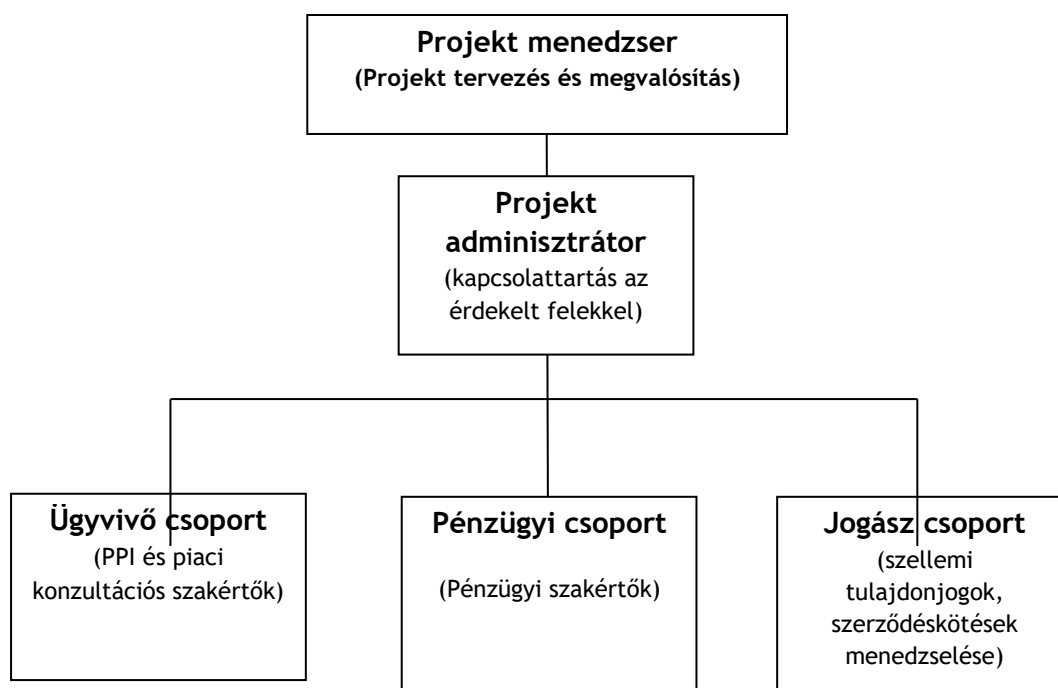 Projekt menedzser
(Projekt tervezés és megvalósítás)
Projekt
adminisztrátor
(kapcsolattartás az
érdekelt felekkel)
Ügyvivő csoport
(PPI és piaci
konzultációs szakértők)
Pénzügyi csoport
(Pénzügyi szakértők)
Jogász csoport
(szellemi
tulajdonjogok,
szerződéskötések
menedzselése)